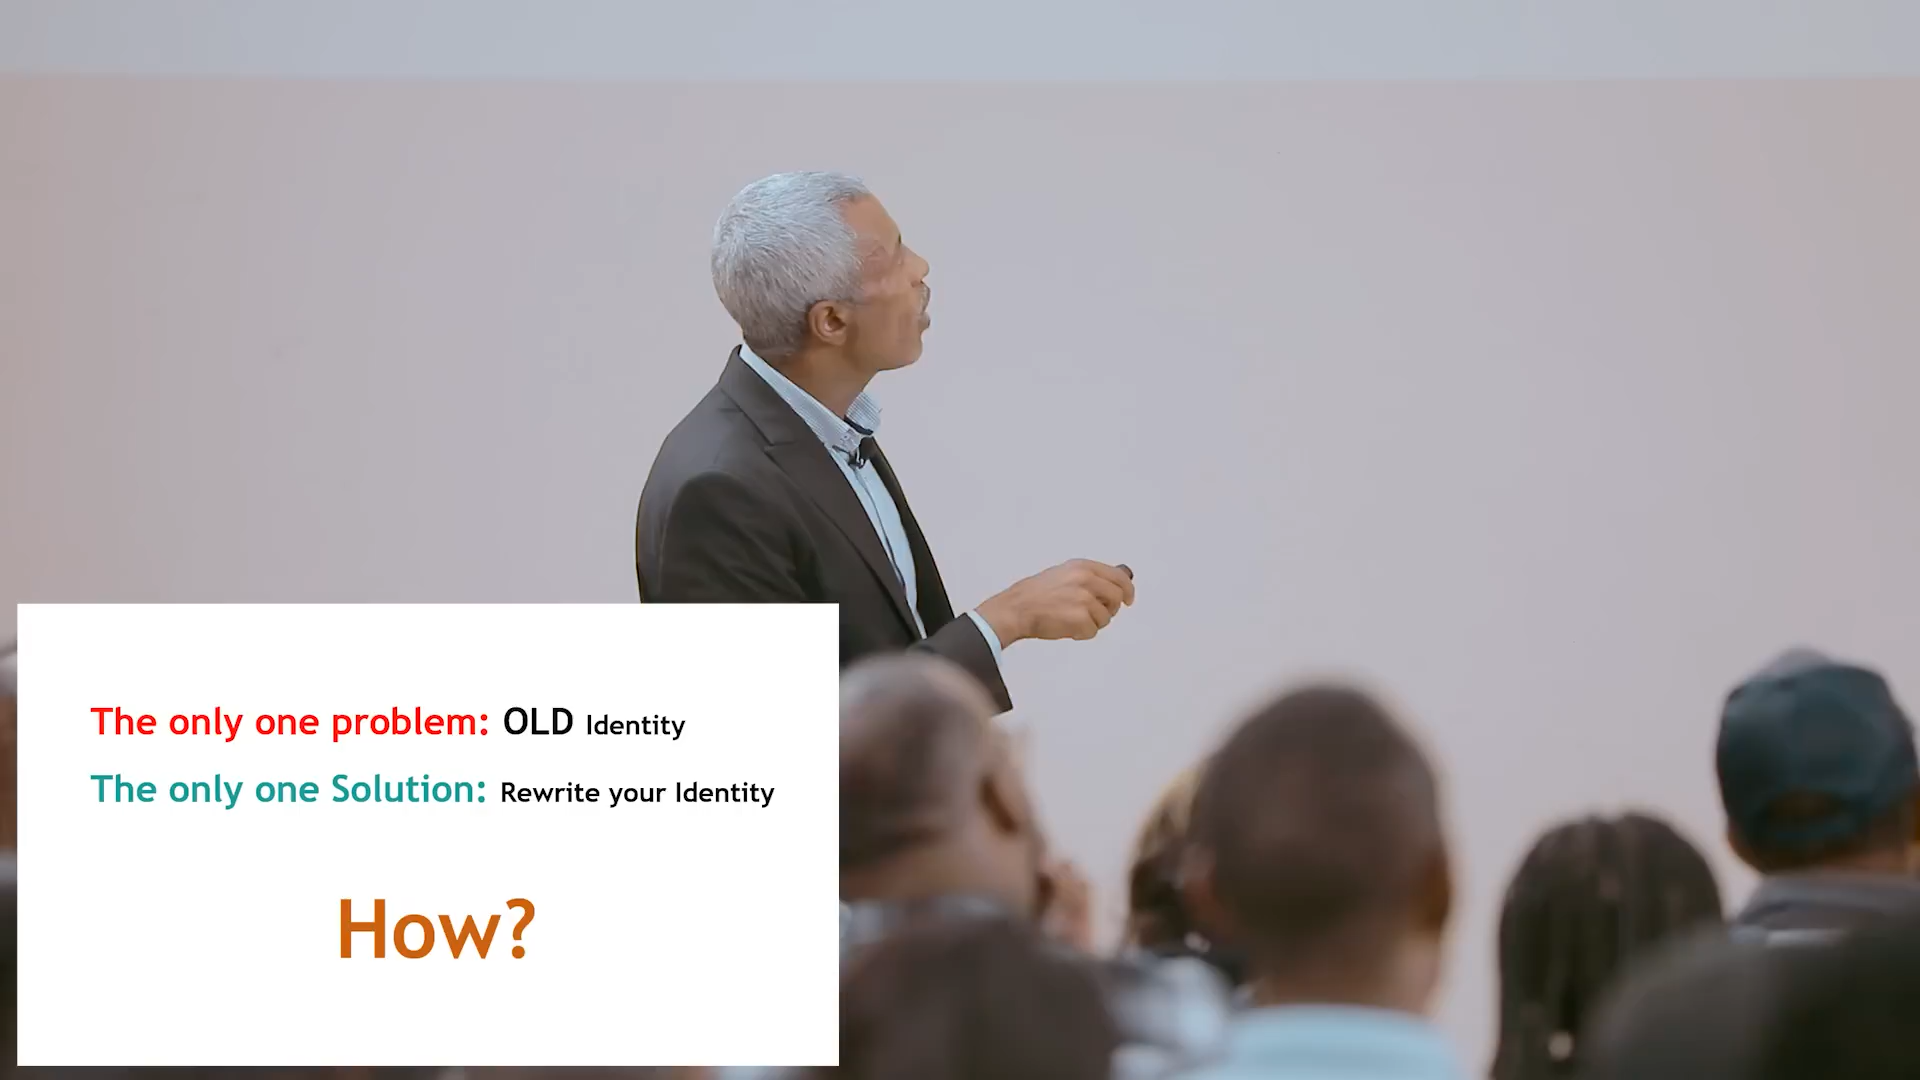 The only one problem: OLD Identity
The only one Solution: Rewrite your Identity
How?